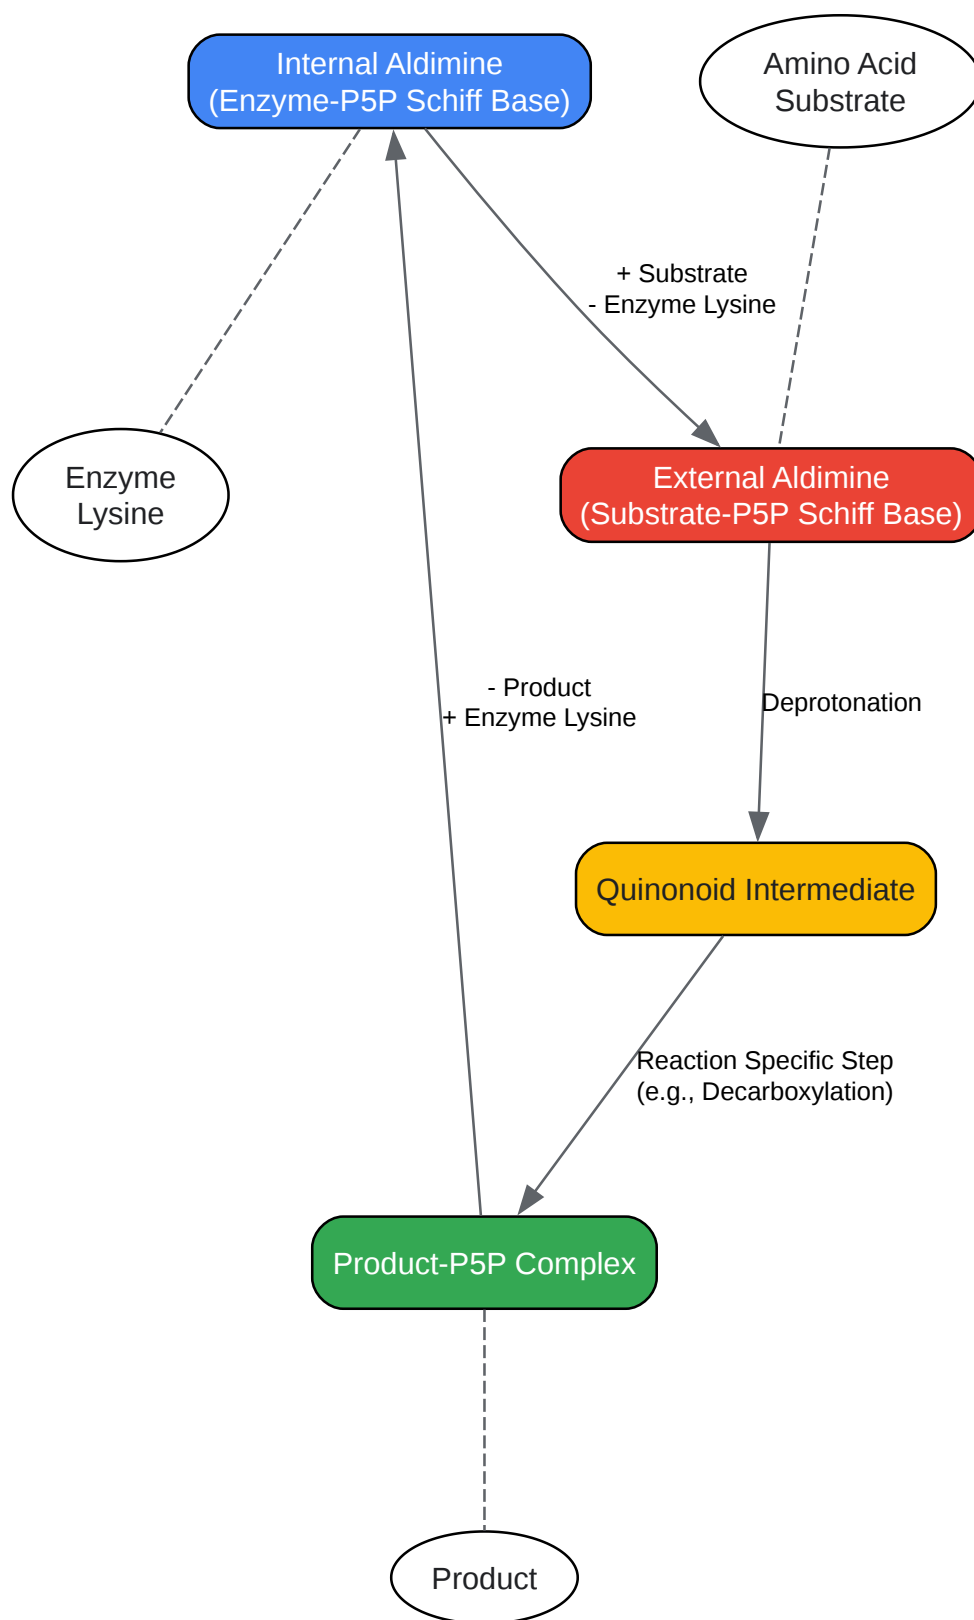 Internal Aldimine
(Enzyme-P5P Schiff Base)
Amino Acid
Substrate
+ Substrate
- Enzyme Lysine
Enzyme
Lysine
External Aldimine
(Substrate-P5P Schiff Base)
- Product
+ Enzyme Lysine
Deprotonation
Quinonoid Intermediate
Reaction Specific Step
(e.g., Decarboxylation)
Product-P5P Complex
Product